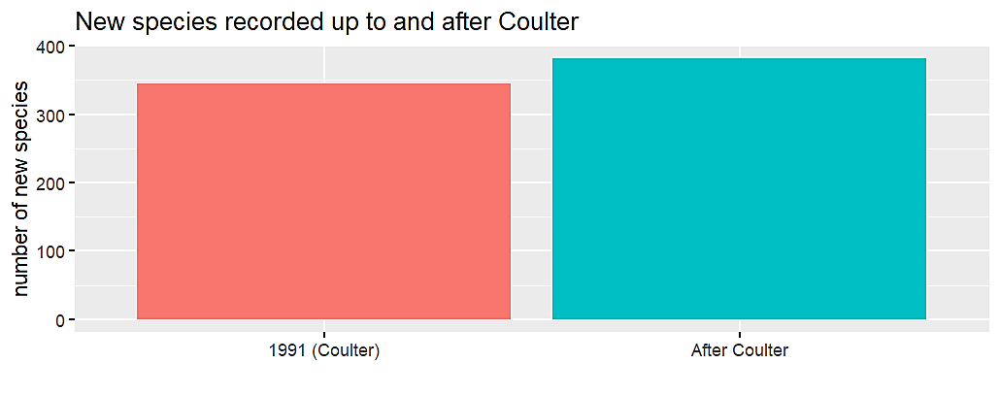 New species recorded up to and after Coulter
number of new species
400
300
200
100
0
1991 (Coulter)
After Coulter